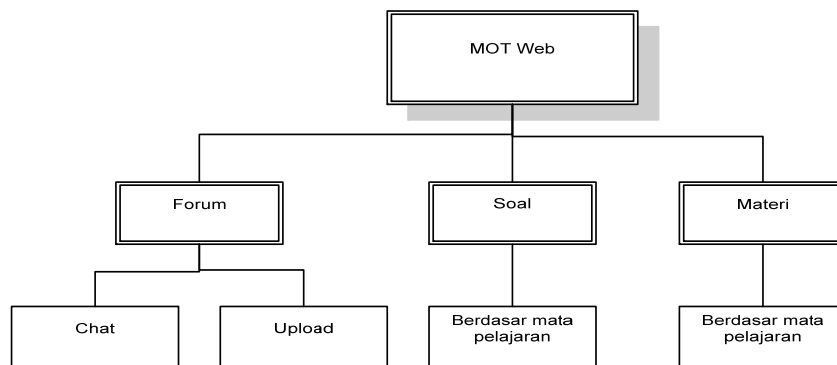 MOT Web
Forum
Soal
Materi
Chat
Upload
Berdasar mata
pelajaran
Berdasar mata
pelajaran